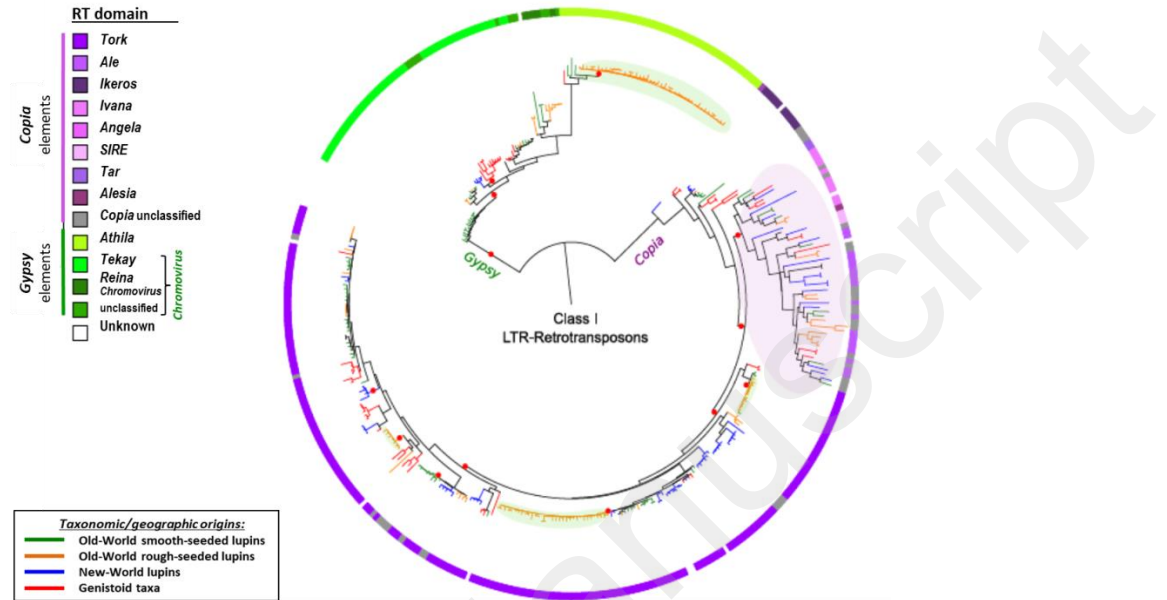 RT domain
Copia
elements
Tork
Ale
Ikeros
Ivana
Angela
SIRE
Tar
Alesia
Copia unclassified
Gypsy
elements
Athila
Tekay
Reina
Chromovirus
unclassified
Chromovirus
Unknown
Gypsy
Copia
Class I
LTR-Retrotransposons
Taxonomic/geographic origins:
Old-World smooth-seeded lupins
Old-World rough-seeded lupins
New-World lupins
Genistoid taxa
anuscript